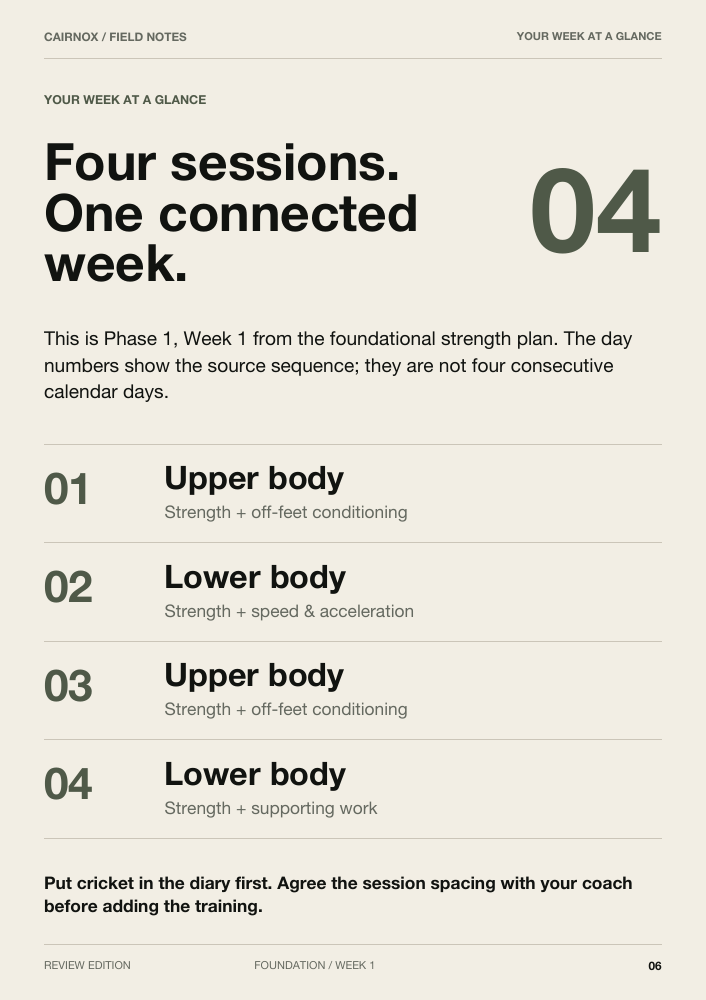 CAIRNOX / FIELD NOTES
YOUR WEEK AT A GLANCE
YOUR WEEK AT A GLANCE
Four sessions.
One connected
week.
04
This is Phase 1, Week 1 from the foundational strength plan. The day
numbers show the source sequence; they are not four consecutive
calendar days.
01
Upper body
Strength + off-feet conditioning
02
Lower body
Strength + speed & acceleration
03
Upper body
Strength + off-feet conditioning
04
Lower body
Strength + supporting work
Put cricket in the diary first. Agree the session spacing with your coach
before adding the training.
REVIEW EDITION
FOUNDATION / WEEK 1
06